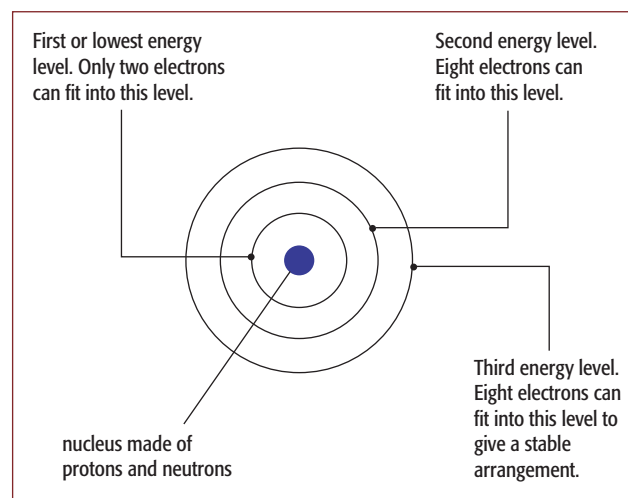 First or lowest energy
level. Only two electrons
can fit into this level.
Second energy level.
Eight electrons can
fit into this level.
nucleus made of
protons and neutrons
Third energy level.
Eight electrons can
fit into this level to
give a stable
arrangement.